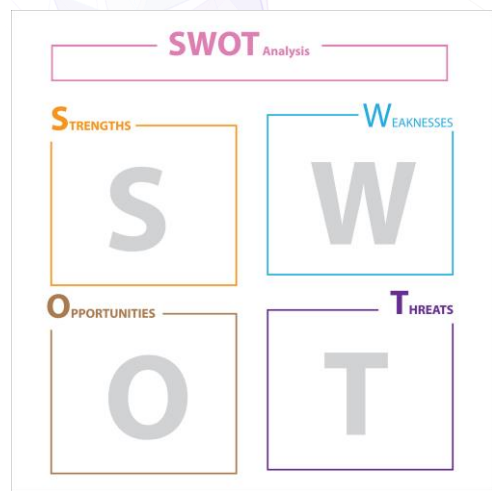 SWOT Analysis
STRENGTHS
WEAKNESSES
S
W
OPPORTUNITIES
THREATS
O
T